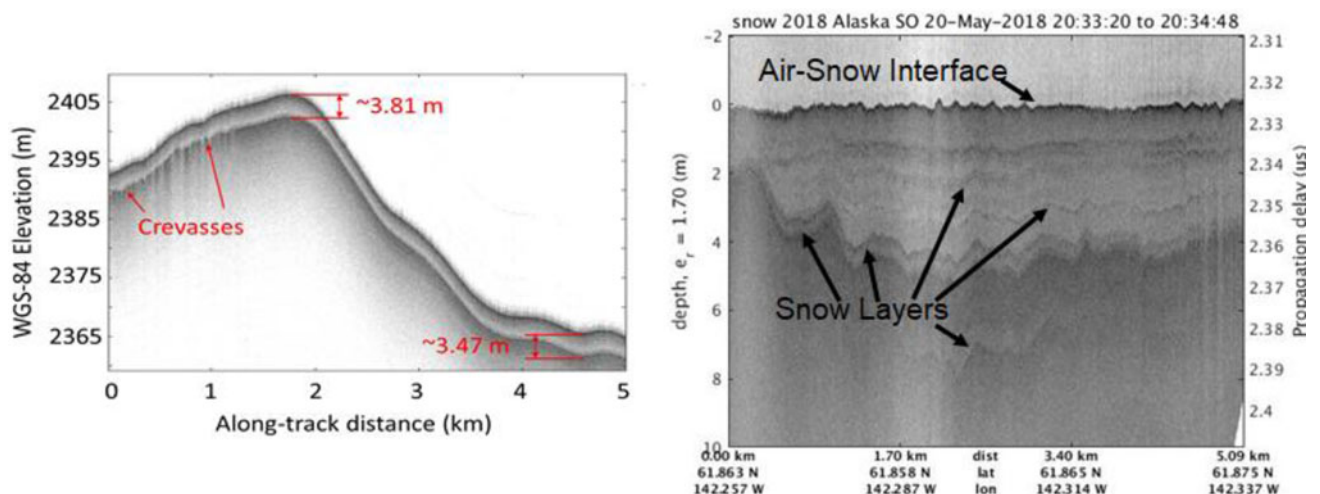 2405
2395
2385
2375
2365
WGS-84 Elevation (m)
~3.81 m
Crevasses
~3.47 m
0 1 2 3 4 5
Along-track distance (km)
snow 2018 Alaska SO 20-May-2018 20:33:20 to 20:34:48
-2
0
2
4
6
8
10
depth, e_r = 1.70 (m)
Air-Snow Interface
Snow Layers
2.31
2.32
2.33
2.34
2.35
2.36
2.37
2.38
2.39
2.4
Propagation delay (us)
0.00 km 1.70 km dist 3.40 km 5.09 km
61.863 N 61.858 N lat 61.865 N 61.875 N
142.257 W 142.287 W lon 142.314 W 142.337 W